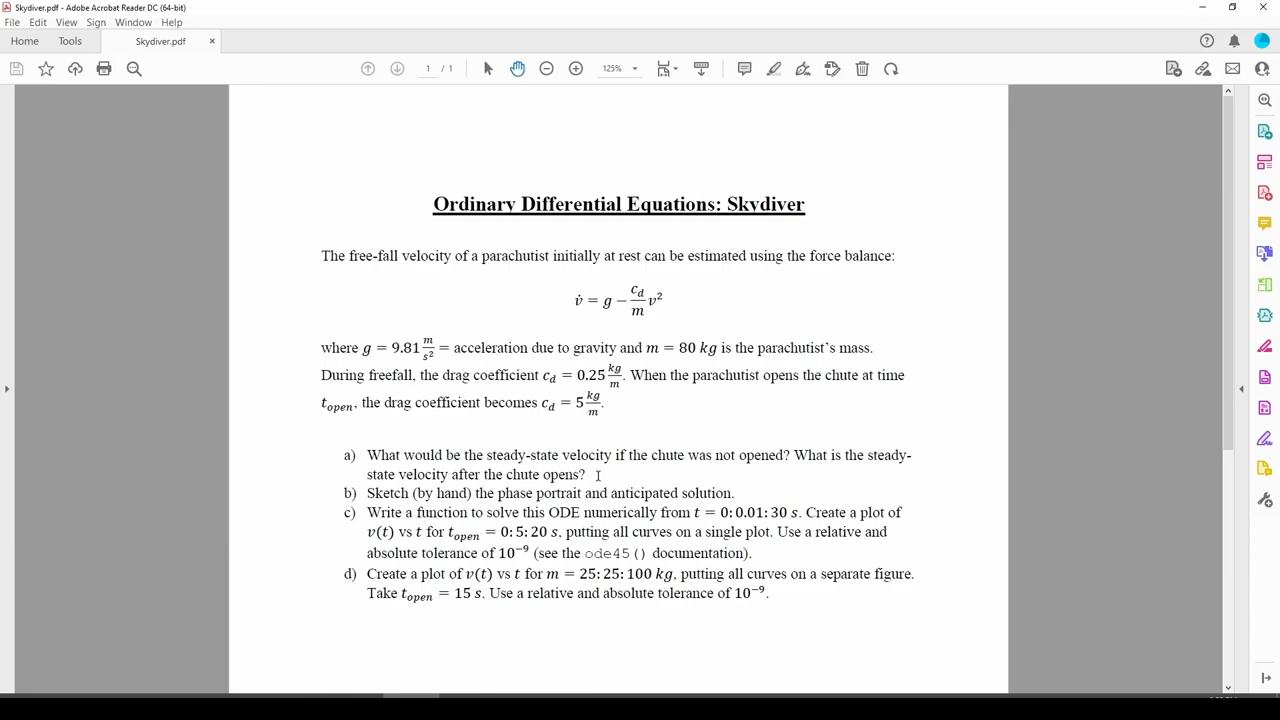 Skydiver.pdf - Adobe Acrobat Reader DC (64-bit)
File Edit View Sign Window Help
Home Tools Skydiver.pdf ×
1 / 1 125%
Ordinary Differential Equations: Skydiver
The free-fall velocity of a parachutist initially at rest can be estimated using the force balance:
v̇ = g − c_d/m v²
where g = 9.81 m/s² = acceleration due to gravity and m = 80 kg is the parachutist's mass.
During freefall, the drag coefficient c_d = 0.25 kg/m. When the parachutist opens the chute at time
t_open, the drag coefficient becomes c_d = 5 kg/m.
a) What would be the steady-state velocity if the chute was not opened? What is the steady-
state velocity after the chute opens?
b) Sketch (by hand) the phase portrait and anticipated solution.
c) Write a function to solve this ODE numerically from t = 0: 0.01: 30 s. Create a plot of
v(t) vs t for t_open = 0: 5: 20 s, putting all curves on a single plot. Use a relative and
absolute tolerance of 10⁻⁹ (see the ode45() documentation).
d) Create a plot of v(t) vs t for m = 25: 25: 100 kg, putting all curves on a separate figure.
Take t_open = 15 s. Use a relative and absolute tolerance of 10⁻⁹.